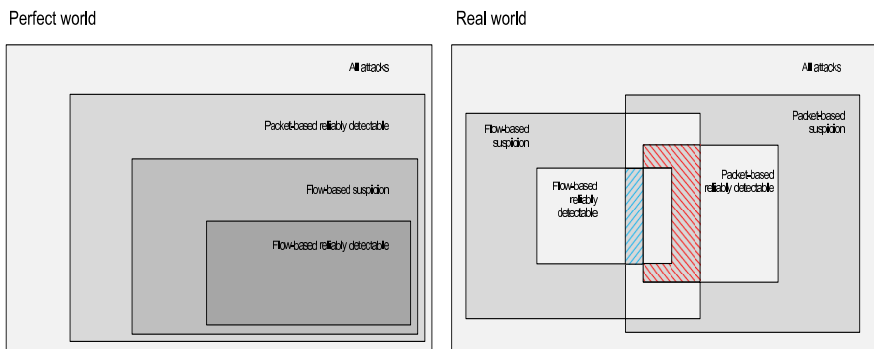 Perfect world
All attacks
Packet-based reliably detectable
Flow-based suspicion
Flow-based reliably detectable
Real world
All attacks
Flow-based
suspicion
Packet-based
suspicion
Flow-based
reliably
detectable
Packet-based
reliably detectable